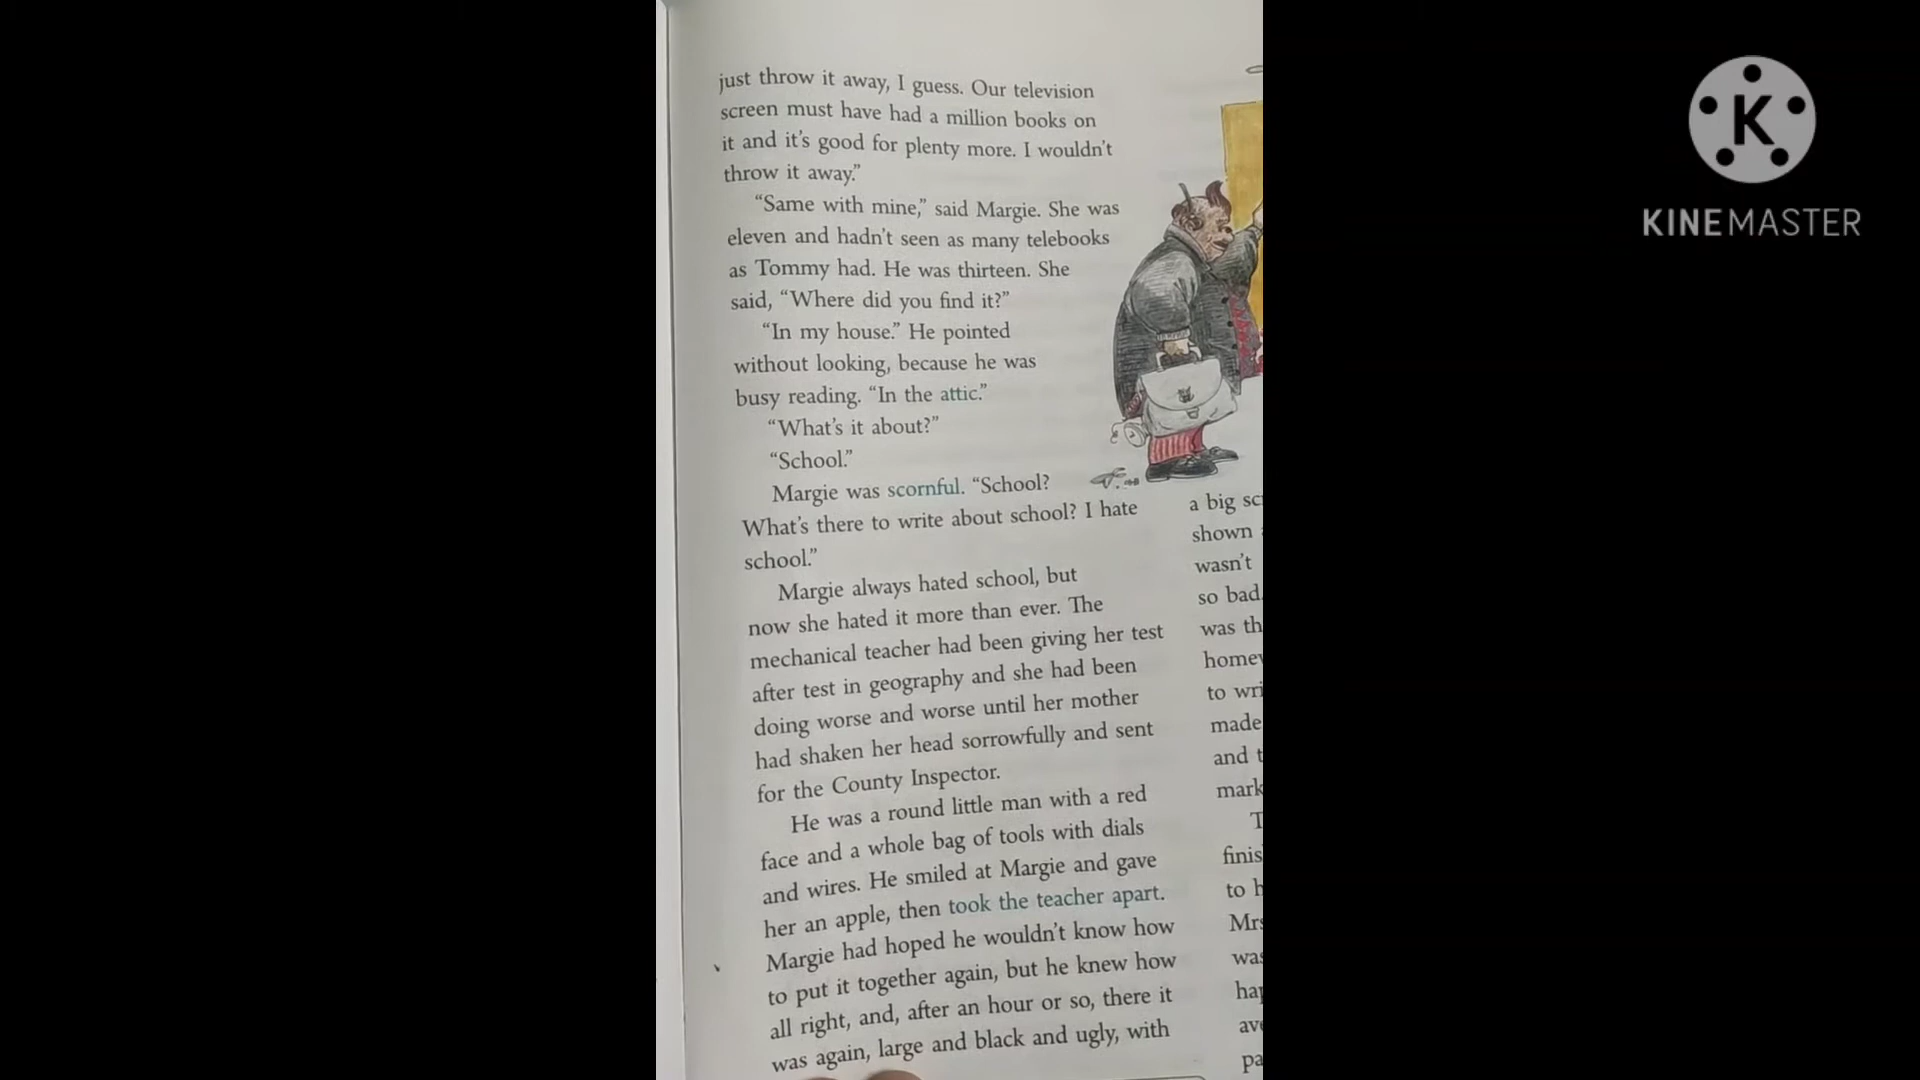 just throw it away, I guess. Our television
screen must have had a million books on
it and it's good for plenty more. I wouldn't
throw it away.”
“Same with mine,” said Margie. She was
eleven and hadn't seen as many telebooks
as Tommy had. He was thirteen. She
said, “Where did you find it?”
“In my house.” He pointed
without looking, because he was
busy reading. “In the attic.”
“What's it about?”
“School.”
Margie was scornful. “School?
What's there to write about school? I hate
school.”
Margie always hated school, but
now she hated it more than ever. The
mechanical teacher had been giving her test
after test in geography and she had been
doing worse and worse until her mother
had shaken her head sorrowfully and sent
for the County Inspector.
He was a round little man with a red
face and a whole bag of tools with dials
and wires. He smiled at Margie and gave
her an apple, then took the teacher apart.
Margie had hoped he wouldn't know how
to put it together again, but he knew how
all right, and, after an hour or so, there it
was again, large and black and ugly, with
a big
shown
wasn't
so bad.
was
to
made
and
to
K
KINEMASTER